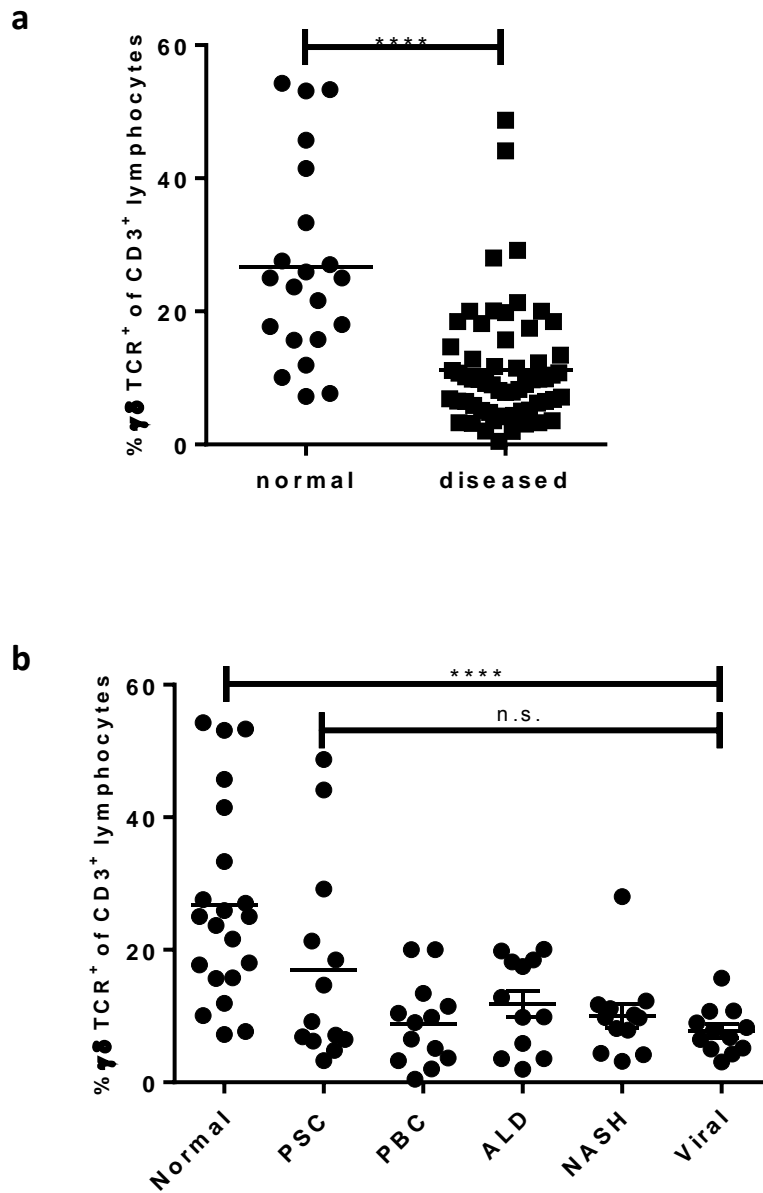 a
% γδ TCR⁺ of CD3⁺ lymphocytes
60
40
20
0
****
normal diseased
b
% γδ TCR⁺ of CD3⁺ lymphocytes
60
40
20
0
****
n.s.
Normal PSC PBC ALD NASH Viral